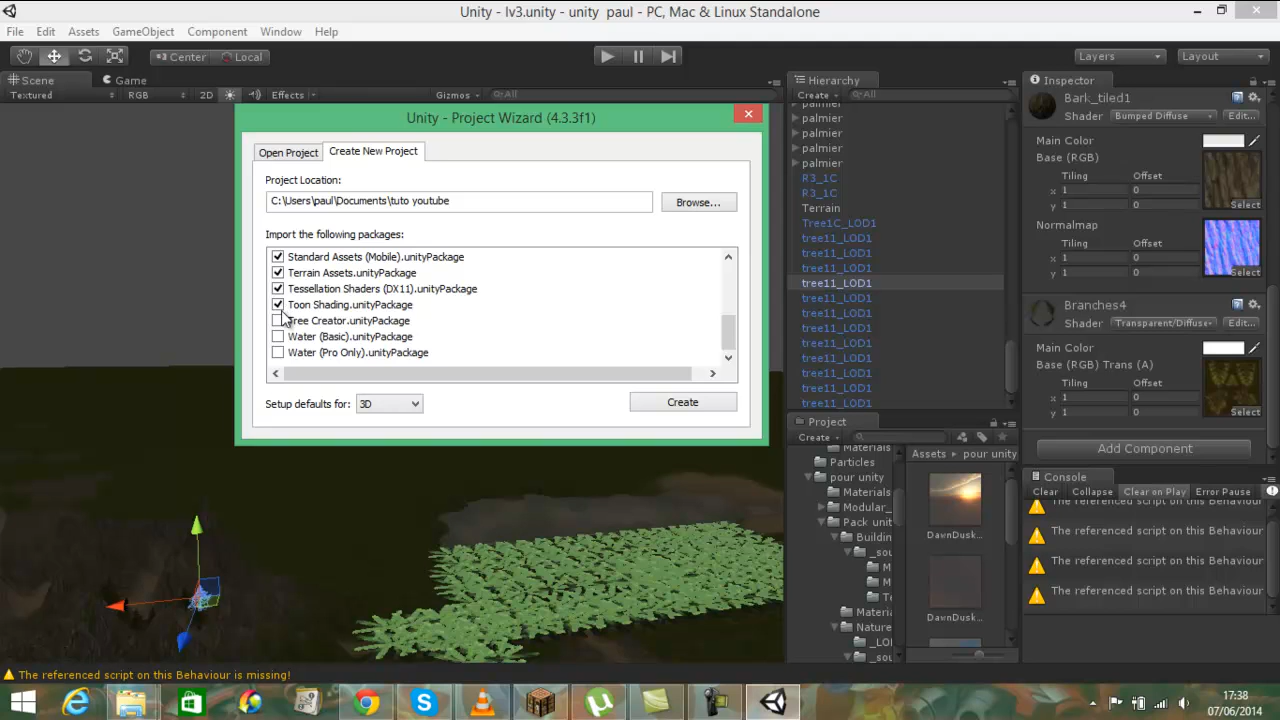 Unity - lv3.unity - unity paul - PC, Mac & Linux Standalone
File Edit Assets GameObject Component Window Help
Center Local Layers Layout
Scene Game
Textured RGB 2D Effects Gizmos All
Unity - Project Wizard (4.3.3f1)
Open Project Create New Project
Project Location:
C:\Users\paul\Documents\tuto youtube Browse...
Import the following packages:
Standard Assets (Mobile).unityPackage
Terrain Assets.unityPackage
Tessellation Shaders (DX11).unityPackage
Toon Shading.unityPackage
Tree Creator.unityPackage
Water (Basic).unityPackage
Water (Pro Only).unityPackage
Setup defaults for: 3D Create
Hierarchy
Create All
palmier
palmier
palmier
palmier
palmier
R3_1C
R3_1C
Terrain
Tree1C_LOD1
tree11_LOD1
tree11_LOD1
tree11_LOD1
tree11_LOD1
tree11_LOD1
tree11_LOD1
tree11_LOD1
tree11_LOD1
tree11_LOD1
tree11_LOD1
tree11_LOD1
tree11_LOD1
Project
Create
Materials
Particles
pour unity
Materials
Modular_
Pack unit
Building
_sou
M
M
Te
Materia
Nature
_LO
_sou
Assets pour unity
DawnDusk...
DawnDusk...
Inspector
Bark_tiled1
Shader Bumped Diffuse Edit...
Main Color
Base (RGB)
Tiling Offset
x 1 0
y 1 0
Select
Normalmap
Tiling Offset
x 1 0
y 1 0
Select
Branches4
Shader Transparent/Diffuse Edit...
Main Color
Base (RGB) Trans (A)
Tiling Offset
x 1 0
y 1 0
Select
Add Component
Console
Clear Collapse Clear on Play Error Pause
The referenced script on this Behaviour
The referenced script on this Behaviour
The referenced script on this Behaviour
The referenced script on this Behaviour
The referenced script on this Behaviour is missing!
17:38
07/06/2014